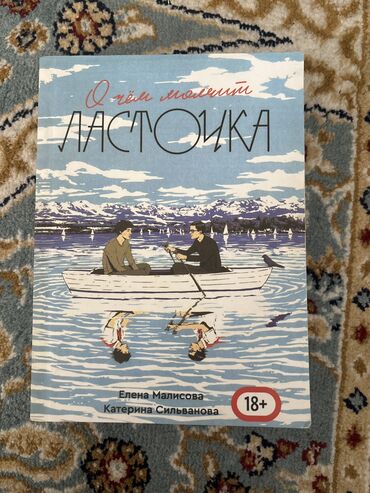 О чём молчит
ЛАСТОЧКА
Елена Малисова
Катерина Сильванова
18+